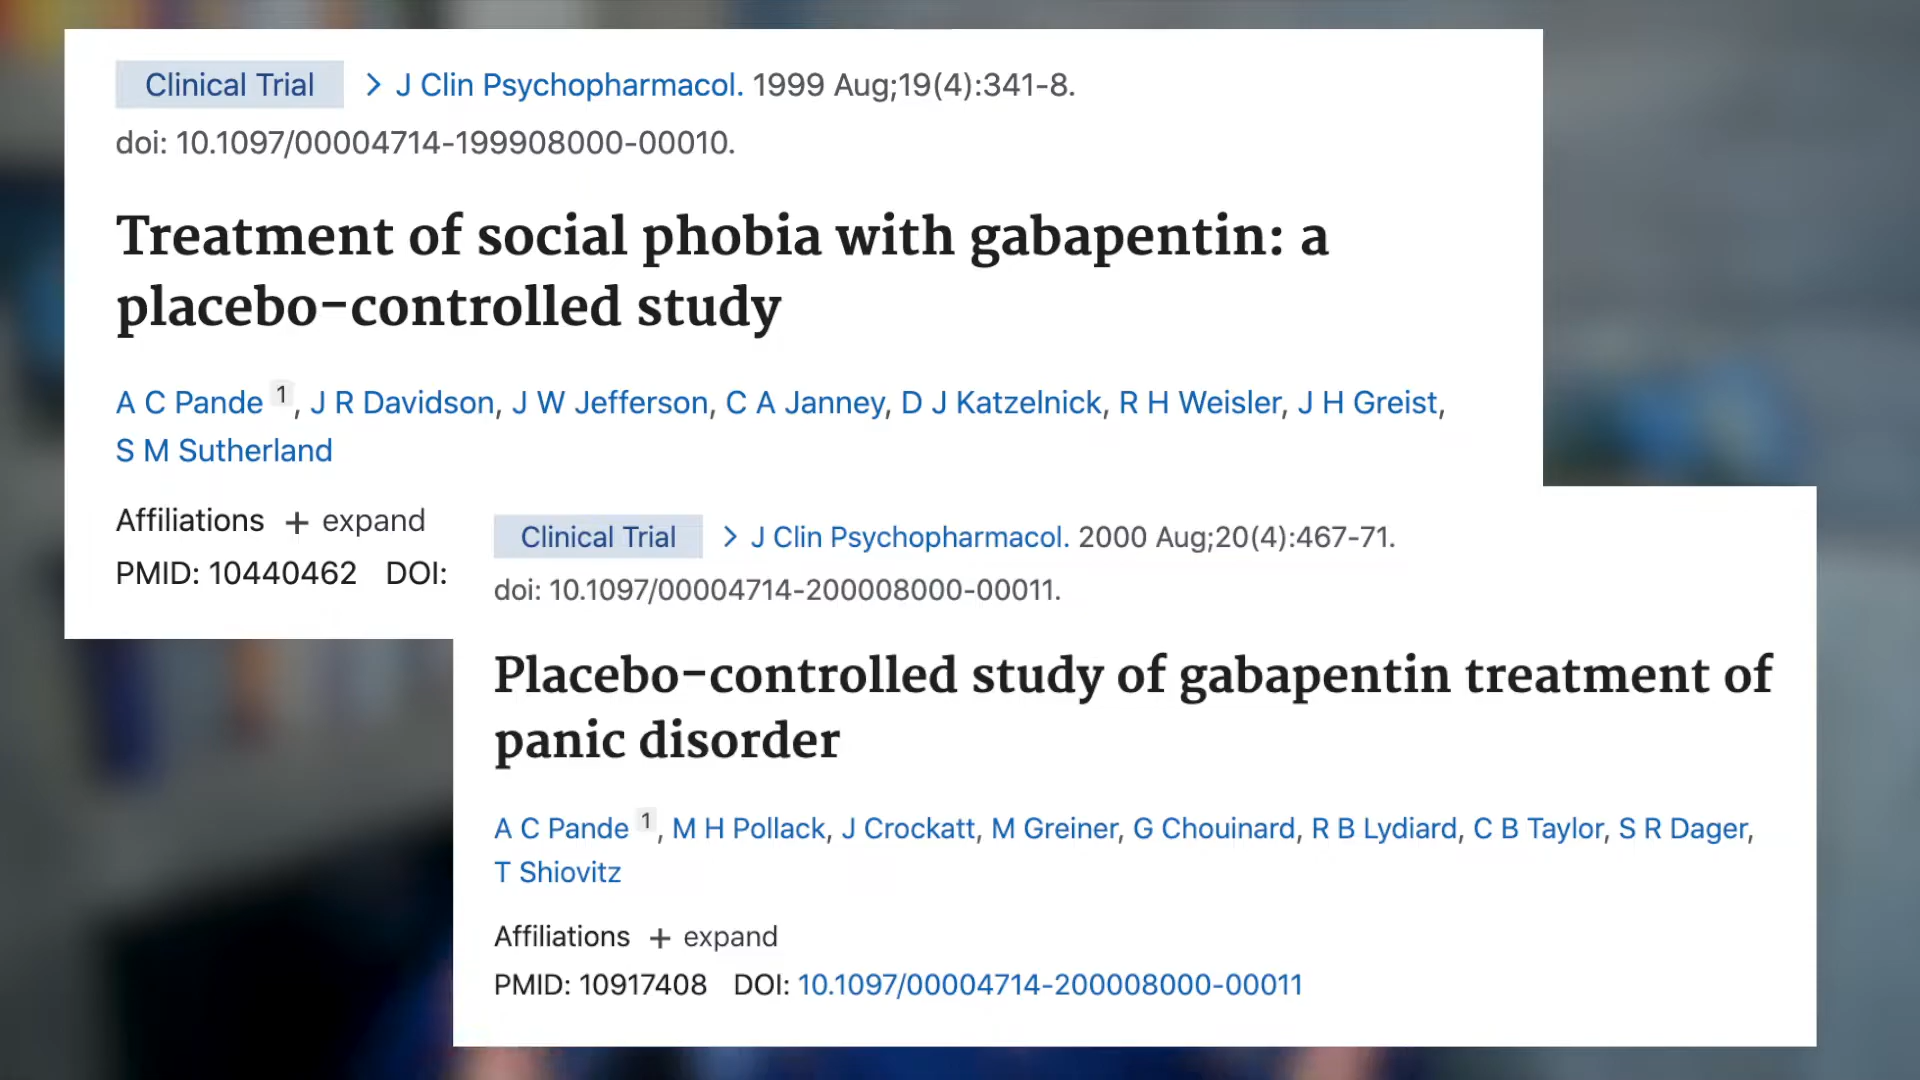 Clinical Trial > J Clin Psychopharmacol. 1999 Aug;19(4):341-8.
doi: 10.1097/00004714-199908000-00010.
Treatment of social phobia with gabapentin: a
placebo-controlled study
A C Pande 1, J R Davidson, J W Jefferson, C A Janney, D J Katzelnick, R H Weisler, J H Greist,
S M Sutherland
Affiliations + expand
PMID: 10440462 DOI:
Clinical Trial > J Clin Psychopharmacol. 2000 Aug;20(4):467-71.
doi: 10.1097/00004714-200008000-00011.
Placebo-controlled study of gabapentin treatment of
panic disorder
A C Pande 1, M H Pollack, J Crockatt, M Greiner, G Chouinard, R B Lydiard, C B Taylor, S R Dager,
T Shiovitz
Affiliations + expand
PMID: 10917408 DOI: 10.1097/00004714-200008000-00011